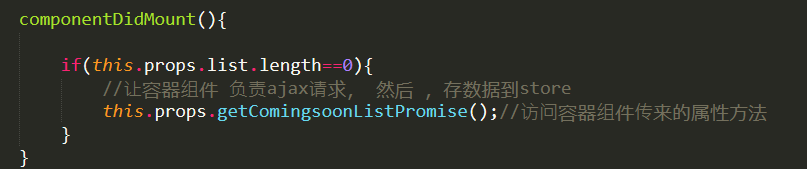 componentDidMount(){
if(this.props.list.length==0){
//让容器组件 负责ajax请求， 然后 ，存数据到store
this.props.getComingsoonListPromise();//访问容器组件传来的属性方法
}
}